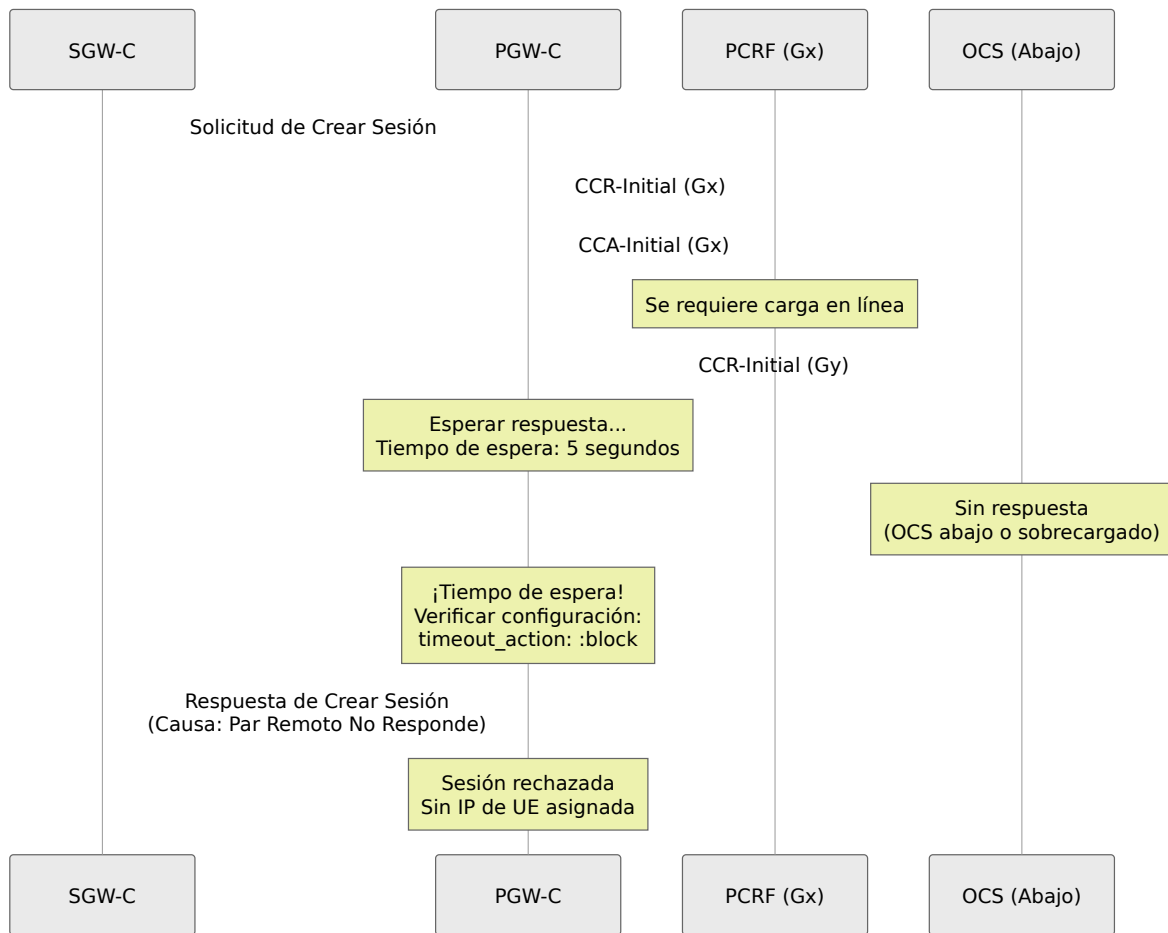 SGW-C
PGW-C
PCRF (Gx)
OCS (Abajo)
Solicitud de Crear Sesión
CCR-Initial (Gx)
CCA-Initial (Gx)
Se requiere carga en línea
CCR-Initial (Gy)
Esperar respuesta...
Tiempo de espera: 5 segundos
Sin respuesta
(OCS abajo o sobrecargado)
¡Tiempo de espera!
Verificar configuración:
timeout_action: :block
Respuesta de Crear Sesión
(Causa: Par Remoto No Responde)
Sesión rechazada
Sin IP de UE asignada
SGW-C
PGW-C
PCRF (Gx)
OCS (Abajo)